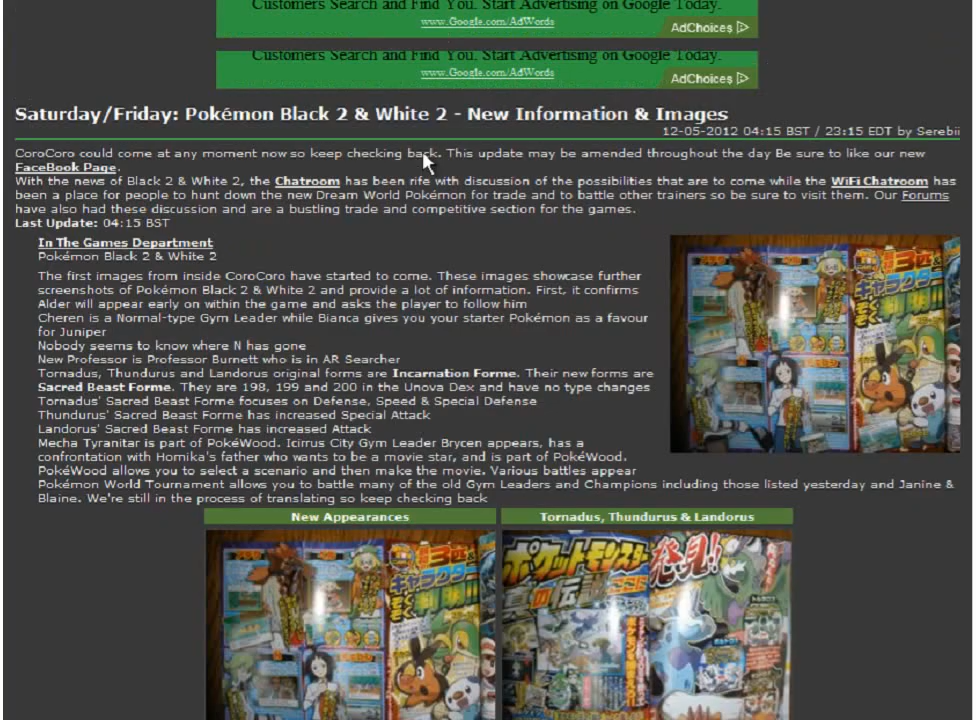 Customers Search and Find You. Start Advertising on Google Today.
www.Google.com/AdWords
AdChoices
Customers Search and Find You. Start Advertising on Google Today.
www.Google.com/AdWords
AdChoices
Saturday/Friday: Pokémon Black 2 & White 2 - New Information & Images
12-05-2012 04:15 BST / 23:15 EDT by Serebii
CoroCoro could come at any moment now so keep checking back. This update may be amended throughout the day Be sure to like our new
FaceBook Page.
With the news of Black 2 & White 2, the Chatroom has been rife with discussion of the possibilities that are to come while the WiFi Chatroom has
been a place for people to hunt down the new Dream World Pokémon for trade and to battle other trainers so be sure to visit them. Our Forums
have also had these discussion and are a bustling trade and competitive section for the games.
Last Update: 04:15 BST
In The Games Department
Pokémon Black 2 & White 2
The first images from inside CoroCoro have started to come. These images showcase further
screenshots of Pokémon Black 2 & White 2 and provide a lot of information. First, it confirms
Alder will appear early on within the game and asks the player to follow him
Cheren is a Normal-type Gym Leader while Bianca gives you your starter Pokémon as a favour
for Juniper
Nobody seems to know where N has gone
New Professor is Professor Burnett who is in AR Searcher
Tornadus, Thundurus and Landorus original forms are Incarnation Forme. Their new forms are
Sacred Beast Forme. They are 198, 199 and 200 in the Unova Dex and have no type changes
Tornadus' Sacred Beast Forme focuses on Defense, Speed & Special Defense
Thundurus' Sacred Beast Forme has increased Special Attack
Landorus' Sacred Beast Forme has increased Attack
Mecha Tyranitar is part of PokéWood. Icirrus City Gym Leader Brycen appears, has a
confrontation with Homika's father who wants to be a movie star, and is part of PokéWood.
PokéWood allows you to select a scenario and then make the movie. Various battles appear
Pokémon World Tournament allows you to battle many of the old Gym Leaders and Champions including those listed yesterday and Janine &
Blaine. We're still in the process of translating so keep checking back
New Appearances
Tornadus, Thundurus & Landorus
キャラクター
ポケットモンスター
発見!